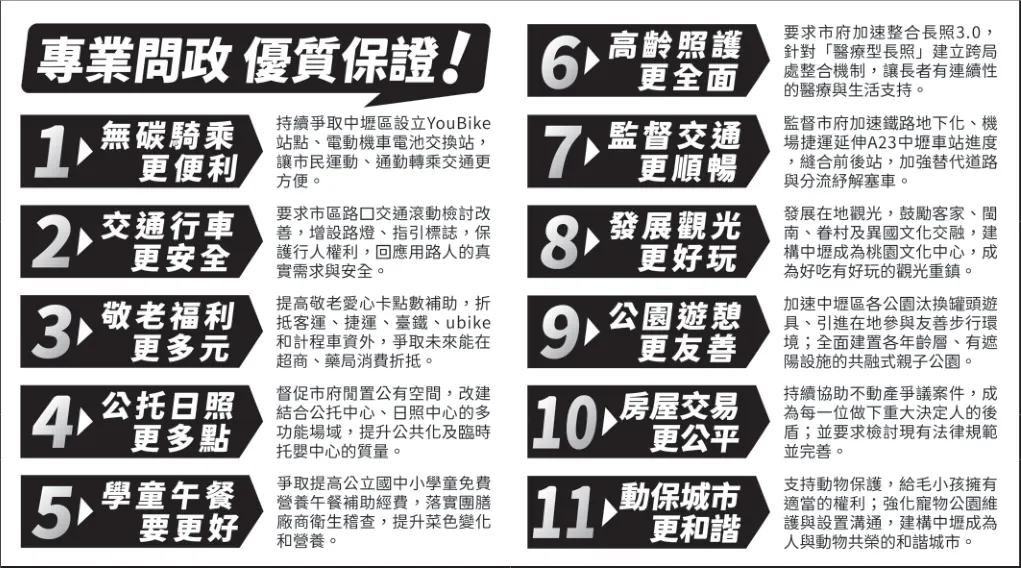 專業問政 優質保證!
1 無碳騎乘
更便利
持續爭取中壢區設立YouBike
站點、電動機車電池交換站，
讓市民運動、通勤轉乘交通更
方便。
2 交通行車
更安全
要求市區路口交通滾動檢討改
善，增設路燈、指引標誌，保
護行人權利，回應用路人的真
實需求與安全。
3 敬老福利
更多元
提高敬老愛心卡點數補助，折
抵客運、捷運、臺鐵、ubike
和計程車資外，爭取未來能在
超商、藥局消費折抵。
4 公托日照
更多點
督促市府閒置公有空間，改建
結合公托中心、日照中心的多
功能場域，提升公共化及臨時
托嬰中心的質量。
5 學童午餐
要更好
爭取提高公立國中小學童免費
營養午餐補助經費，落實團膳
廠商衛生稽查，提升菜色變化
和營養。
6 高齡照護
更全面
要求市府加速整合長照3.0，
針對「醫療型長照」建立跨局
處整合機制，讓長者有連續性
的醫療與生活支持。
7 監督交通
更順暢
監督市府加速鐵路地下化、機
場捷運延伸A23中壢車站進度
，縫合前後站，加強替代道路
與分流紓解塞車。
8 發展觀光
更好玩
發展在地觀光，鼓勵客家、閩
南、眷村及異國文化交融，建
構中壢成為桃園文化中心，成
為好吃有好玩的觀光重鎮。
9 公園遊憩
更友善
加速中壢區各公園汰換罐頭遊
具、引進在地參與友善步行環
境；全面建置各年齡層、有遮
陽設施的共融式親子公園。
10 房屋交易
更公平
持續協助不動產爭議案件，成
為每一位做下重大決定人的後
盾；並要求檢討現有法律規範
並完善。
11 動保城市
更和諧
支持動物保護，給毛小孩擁有
適當的權利；強化寵物公園維
護與設置溝通，建構中壢成為
人與動物共榮的和諧城市。